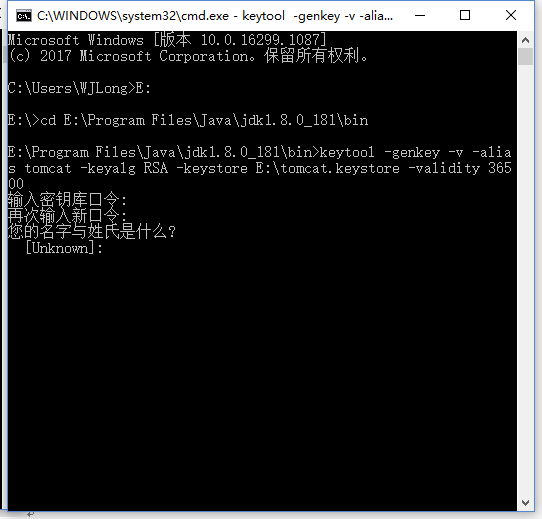 C:\WINDOWS\system32\cmd.exe - keytool  -genkey -v -alia...
Microsoft Windows [版本 10.0.16299.1087]
(c) 2017 Microsoft Corporation。保留所有权利。
C:\Users\WJLong>E:
E:\>cd E:\Program Files\Java\jdk1.8.0_181\bin
E:\Program Files\Java\jdk1.8.0_181\bin>keytool -genkey -v -alia
s tomcat -keyalg RSA -keystore E:\tomcat.keystore -validity 365
00
输入密钥库口令:
再次输入新口令:
您的名字与姓氏是什么?
  [Unknown]: